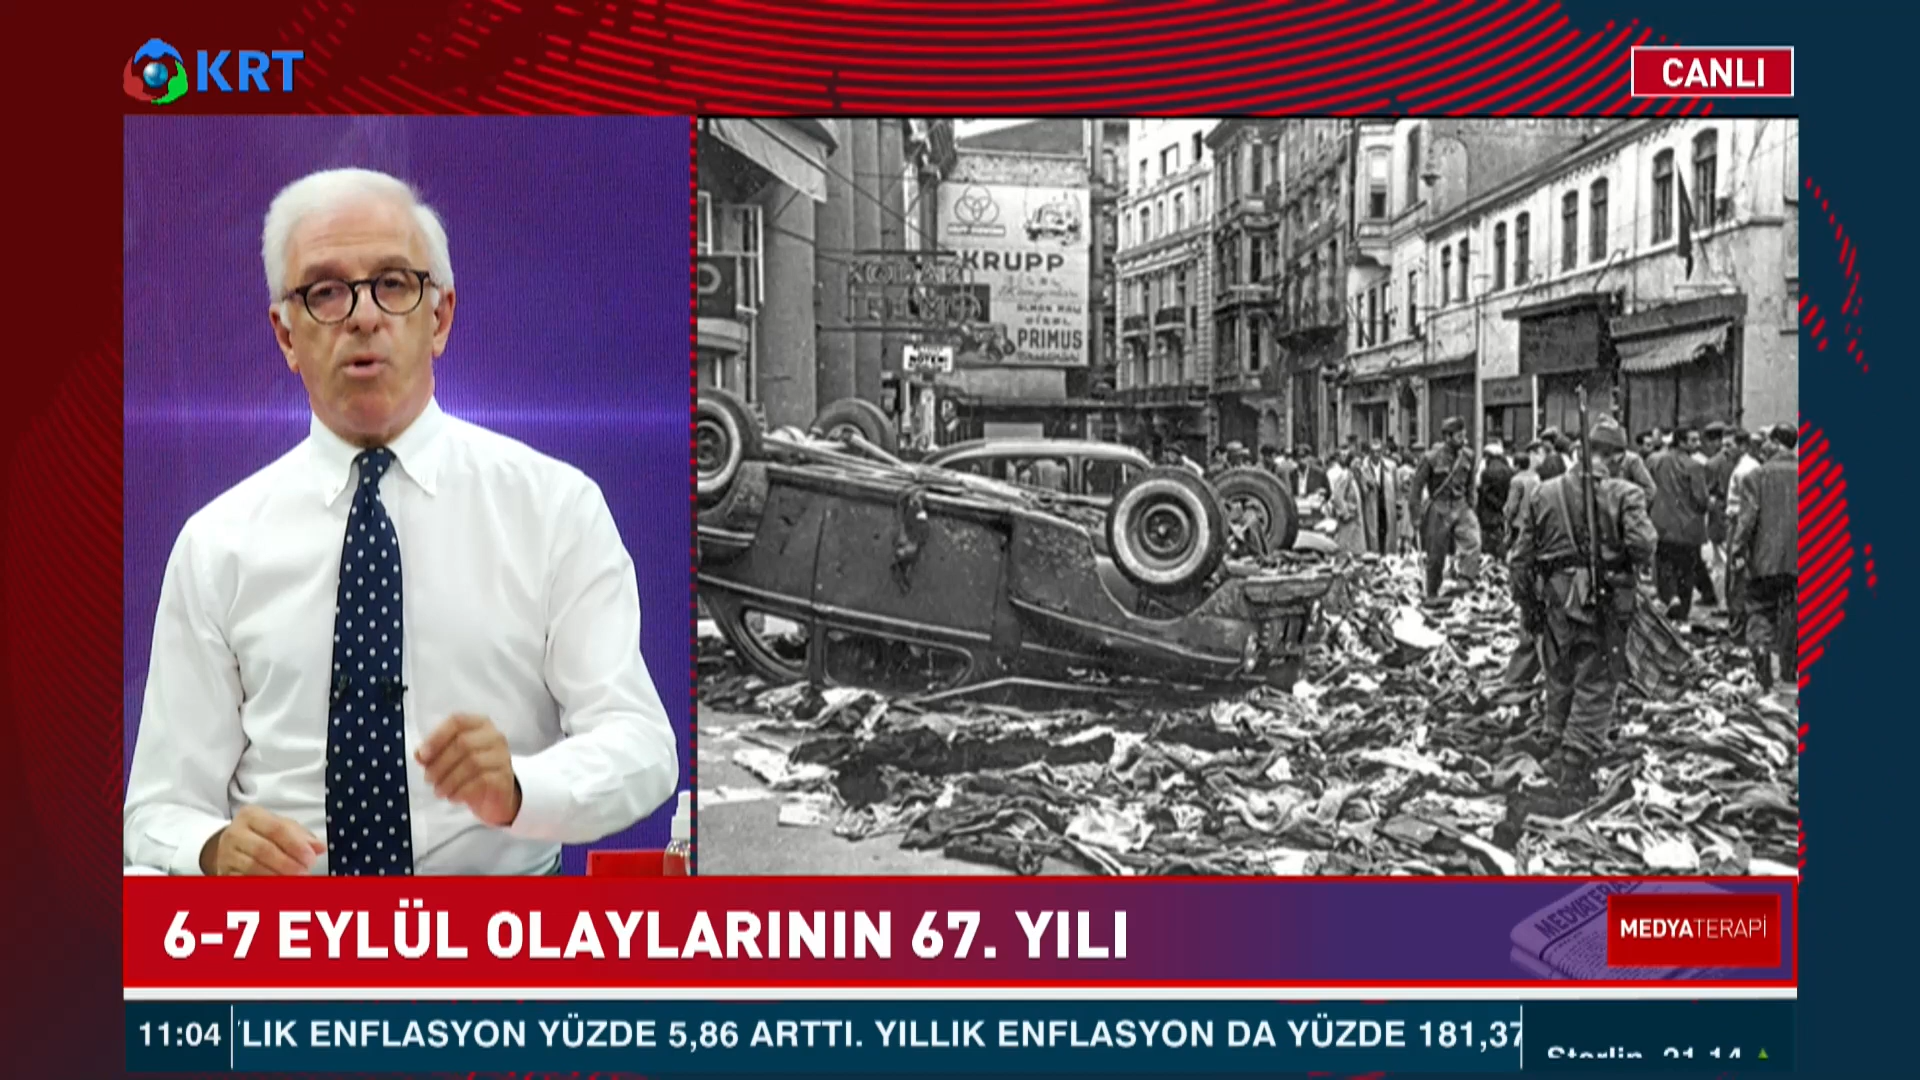 KRT
CANLI
KRUPP
PRIMUS
6-7 EYLÜL OLAYLARININ 67. YILI
MEDYATERAPİ
11:04
LIK ENFLASYON YÜZDE 5,86 ARTTI. YILLIK ENFLASYON DA YÜZDE 181,37